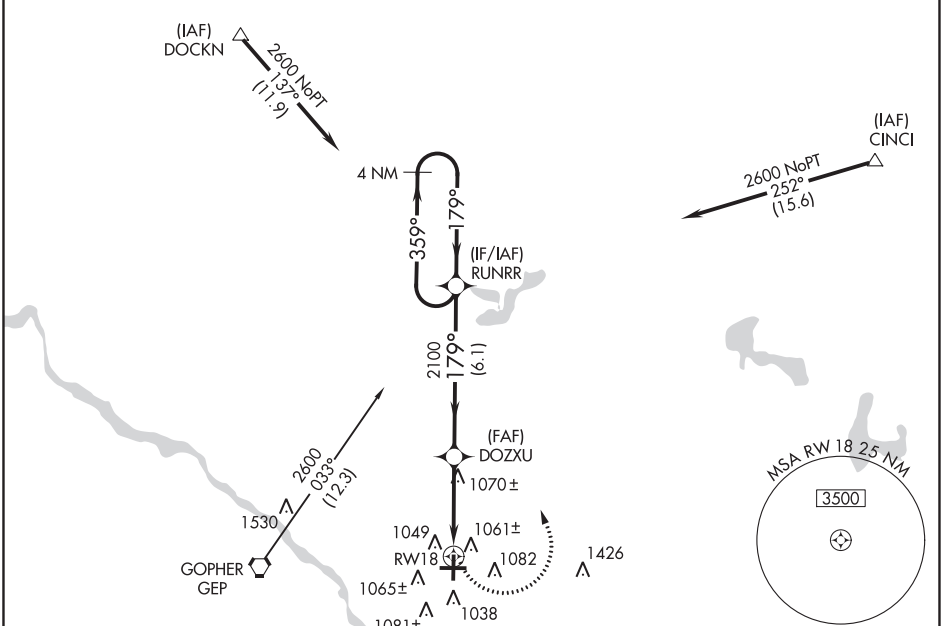 (IAF)
DOCKN
2600 NoPT
137°
(11.9)
(IAF)
CINCI
2600 NoPT
252°
(15.6)
4 NM
359°
179°
(IF/IAF)
RUNRR
2100
179°
(6.1)
(FAF)
DOZXU
1070±
2600
033°
(12.3)
1530
GOPHER
GEP
1049
1061±
RW18
1082
1426
1065±
1038
1081±
MSA RW 18 25 NM
3500